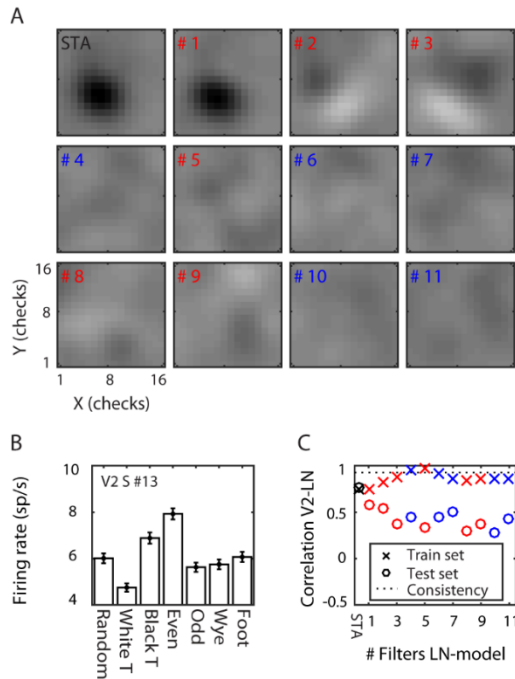 A
STA
# 1
# 2
# 3
# 4
# 5
# 6
# 7
# 8
# 9
# 10
# 11
16
8
1
Y (checks)
1 8 16
X (checks)
B
V2 S #13
10
8
6
4
Firing rate (sp/s)
Random
White T
Black T
Even
Odd
Wye
Foot
C
1
0.5
0
-0.5
Correlation V2-LN
Train set
Test set
Consistency
STA
1 3 5 7 9 11
# Filters LN-model